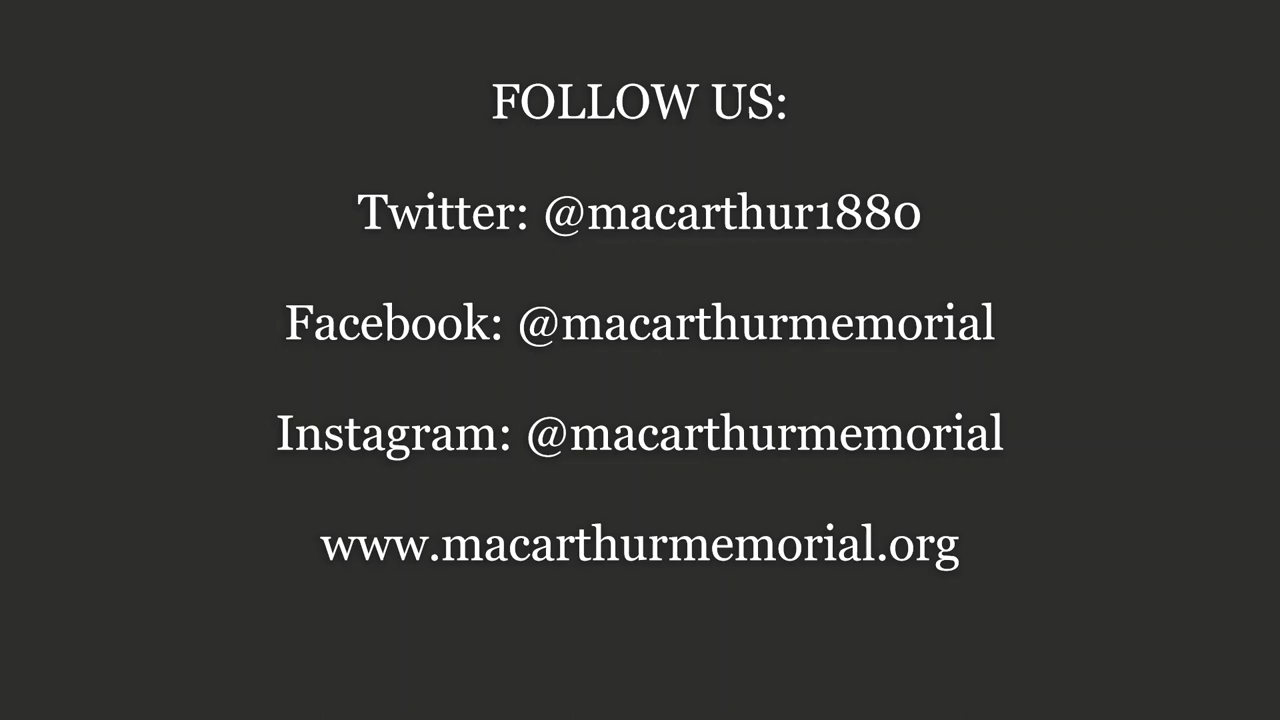 FOLLOW US:
Twitter: @macarthur1880
Facebook: @macarthurmemorial
Instagram: @macarthurmemorial
www.macarthurmemorial.org